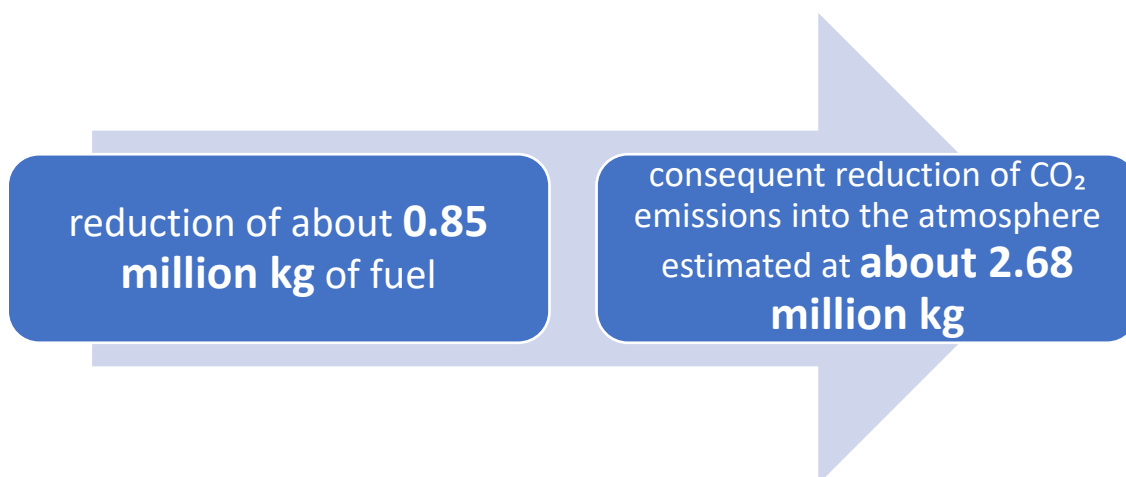 reduction of about 0.85
million kg of fuel
consequent reduction of CO₂
emissions into the atmosphere
estimated at about 2.68
million kg